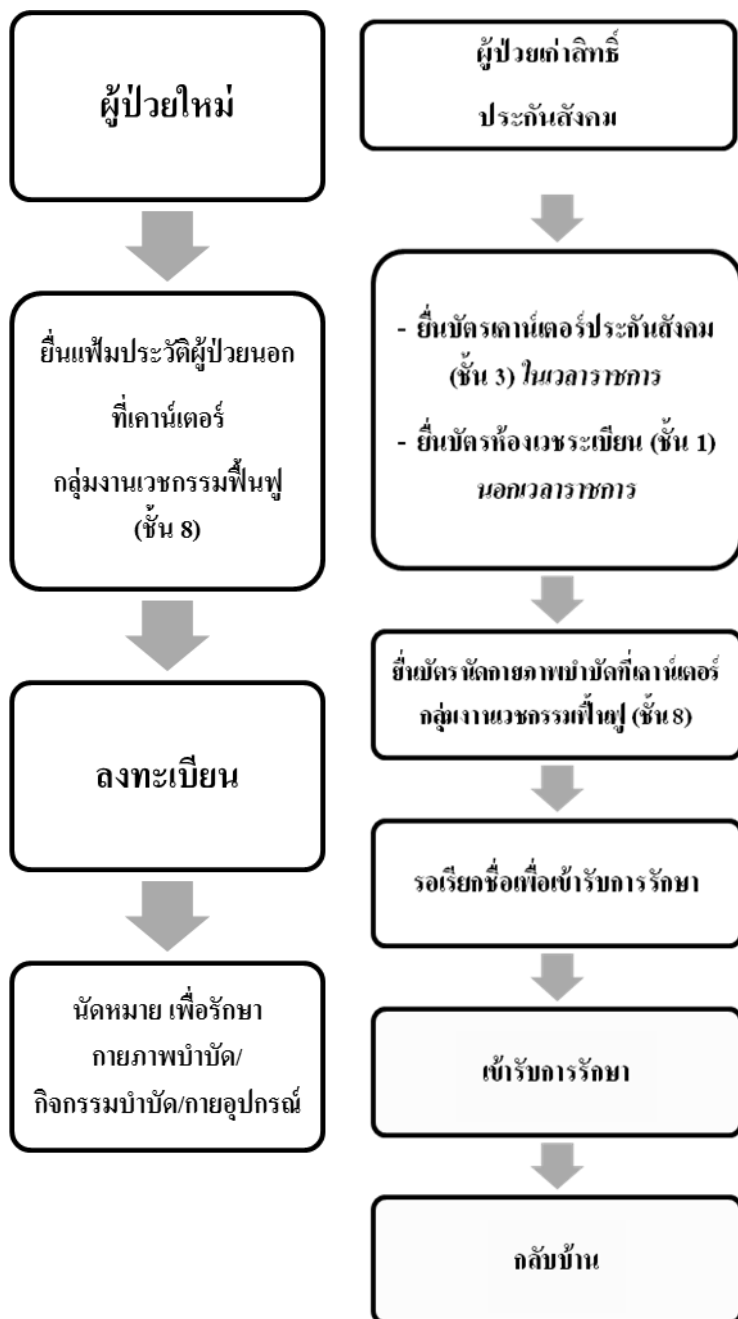 ผู้ป่วยใหม่
ยื่นแฟ้มประวัติผู้ป่วยนอก
ที่เคาน์เตอร์
กลุ่มงานเวชกรรมฟื้นฟู
(ชั้น 8)
ลงทะเบียน
นัดหมาย เพื่อรักษา
กายภาพบำบัด/
กิจกรรมบำบัด/กายอุปกรณ์
ผู้ป่วยเก่าสิทธิ์
ประกันสังคม
- ยื่นบัตรเคาน์เตอร์ประกันสังคม
(ชั้น 3) ในเวลาราชการ
- ยื่นบัตรห้องเวชระเบียน (ชั้น 1)
นอกเวลาราชการ
ยื่นบัตรนัดกายภาพบำบัดที่เคาน์เตอร์
กลุ่มงานเวชกรรมฟื้นฟู (ชั้น 8)
รอเรียกชื่อเพื่อเข้ารับการรักษา
เข้ารับการรักษา
กลับบ้าน